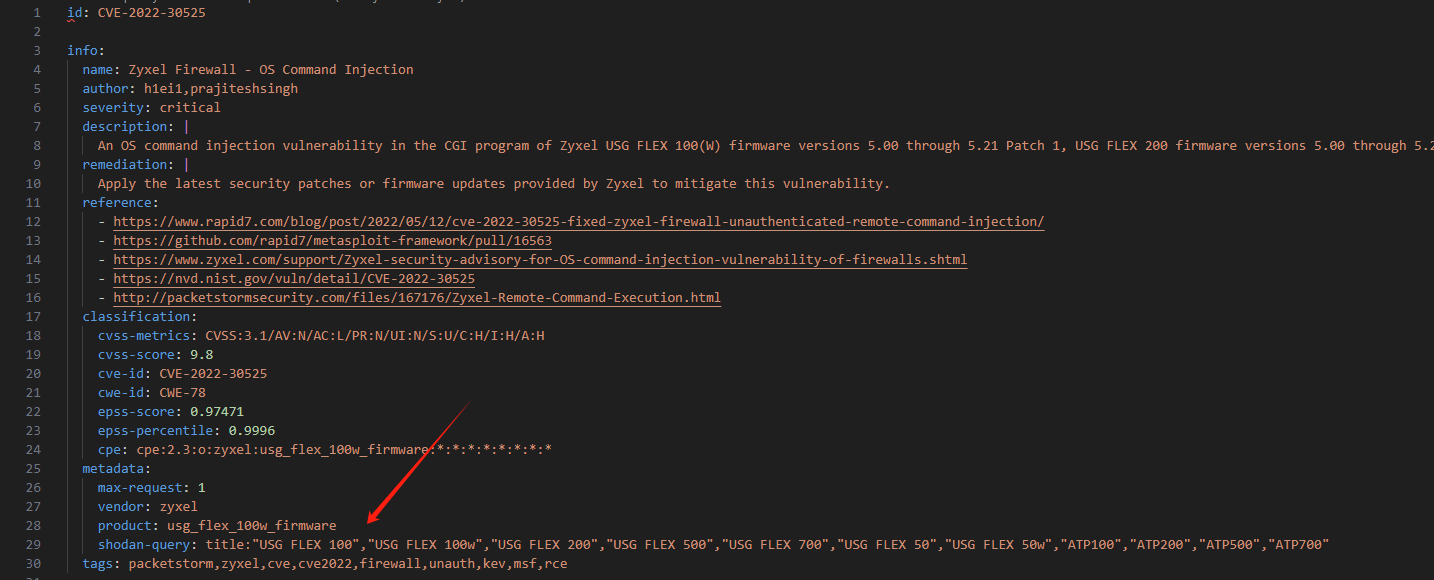 1 id: CVE-2022-30525
2
3 info:
4 name: Zyxel Firewall - OS Command Injection
5 author: h1ei1,prajiteshsingh
6 severity: critical
7 description: |
8 An OS command injection vulnerability in the CGI program of Zyxel USG FLEX 100(W) firmware versions 5.00 through 5.21 Patch 1, USG FLEX 200 firmware versions 5.00 through 5.2
9 remediation: |
10 Apply the latest security patches or firmware updates provided by Zyxel to mitigate this vulnerability.
11 reference:
12 - https://www.rapid7.com/blog/post/2022/05/12/cve-2022-30525-fixed-zyxel-firewall-unauthenticated-remote-command-injection/
13 - https://github.com/rapid7/metasploit-framework/pull/16563
14 - https://www.zyxel.com/support/Zyxel-security-advisory-for-OS-command-injection-vulnerability-of-firewalls.shtml
15 - https://nvd.nist.gov/vuln/detail/CVE-2022-30525
16 - http://packetstormsecurity.com/files/167176/Zyxel-Remote-Command-Execution.html
17 classification:
18 cvss-metrics: CVSS:3.1/AV:N/AC:L/PR:N/UI:N/S:U/C:H/I:H/A:H
19 cvss-score: 9.8
20 cve-id: CVE-2022-30525
21 cwe-id: CWE-78
22 epss-score: 0.97471
23 epss-percentile: 0.9996
24 cpe: cpe:2.3:o:zyxel:usg_flex_100w_firmware:*:*:*:*:*:*:*:*
25 metadata:
26 max-request: 1
27 vendor: zyxel
28 product: usg_flex_100w_firmware
29 shodan-query: title:"USG FLEX 100","USG FLEX 100w","USG FLEX 200","USG FLEX 500","USG FLEX 700","USG FLEX 50","USG FLEX 50w","ATP100","ATP200","ATP500","ATP700"
30 tags: packetstorm,zyxel,cve,cve2022,firewall,unauth,kev,msf,rce